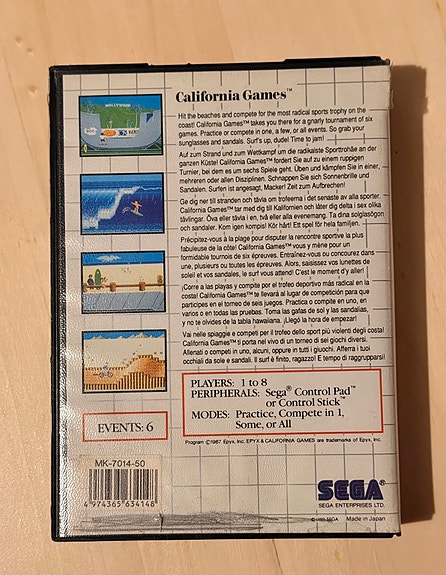 HOLLYWOOD
California Games™
Hit the beaches and compete for the most radical sports trophy on the
coast! California Games™ takes you there for a gnarly tournament of six
games. Practice or compete in one, a few, or all events. So grab your
sunglasses and sandals. Surf's up, dude! Time to jam!
Auf zum Strand und zum Wettkampf um die radikalste Sporttrophäe an der
ganzen Küste! California Games™ fordert Sie auf zu einem ruppigen
Turnier, bei dem es um sechs Spiele geht. Üben und kämpfen Sie in einer,
mehreren oder allen Disziplinen. Schnappen Sie sich Sonnenbrille und
Sandalen. Surfen ist angesagt, Macker! Zeit zum Aufbrechen!
Ge dig ner till stranden och tävla om trofeerna i det senaste av alla sporter.
California Games™ tar med dig till Kalifornien och låter dig delta i sex olika
tävlingar. Öva eller tävla i en, två eller alla evenemang. Ta dina solglasögon
och sandaler. Kom igen kompis! Kör hårt! Ett spel för hela familjen.
Précipitez-vous à la plage pour disputer la rencontre sportive la plus
fabuleuse de la côte! California Games™ vous y mène pour un
formidable tournois de six épreuves. Entraînez-vous ou concourez dans
une, plusieurs ou toutes les épreuves. Alors, saisissez vos lunettes de
soleil et vos sandales, le surf vous attend! C'est le moment d'y aller!
¡Corre a las playas y compite por el trofeo deportivo más radical en la
costa! California Games™ te llevará al lugar de competición para que
participes en el torneo de seis juegos. Practica o compite en uno, en
varios o en todas las pruebas. Toma las gafas de sol y las sandalias,
y no te olvides de la tabla hawaiiana. ¡Llegó la hora de empezar!
Vai nelle spiagge e competi per il trofeo dello sport più violenti degli costa!
California Games™ ti porta nel vivo di un torneo di sei giochi diversi.
Allenati o competi in uno, alcuni, oppure in tutti i giuochi. Afferra i tuoi
occhiali da sole e sandali. Il surf è finito, ragazzo! E tempo di raggrupparsi!
PLAYERS: 1 to 8
PERIPHERALS: Sega® Control Pad™
or Control Stick™
MODES: Practice, Compete in 1,
Some, or All
EVENTS: 6
Program ©1987 Epyx, Inc. EPYX & CALIFORNIA GAMES are trademarks of Epyx, Inc.
MK-7014-50
4 974365 634148
SEGA®
SEGA ENTERPRISES LTD.
Made in Japan